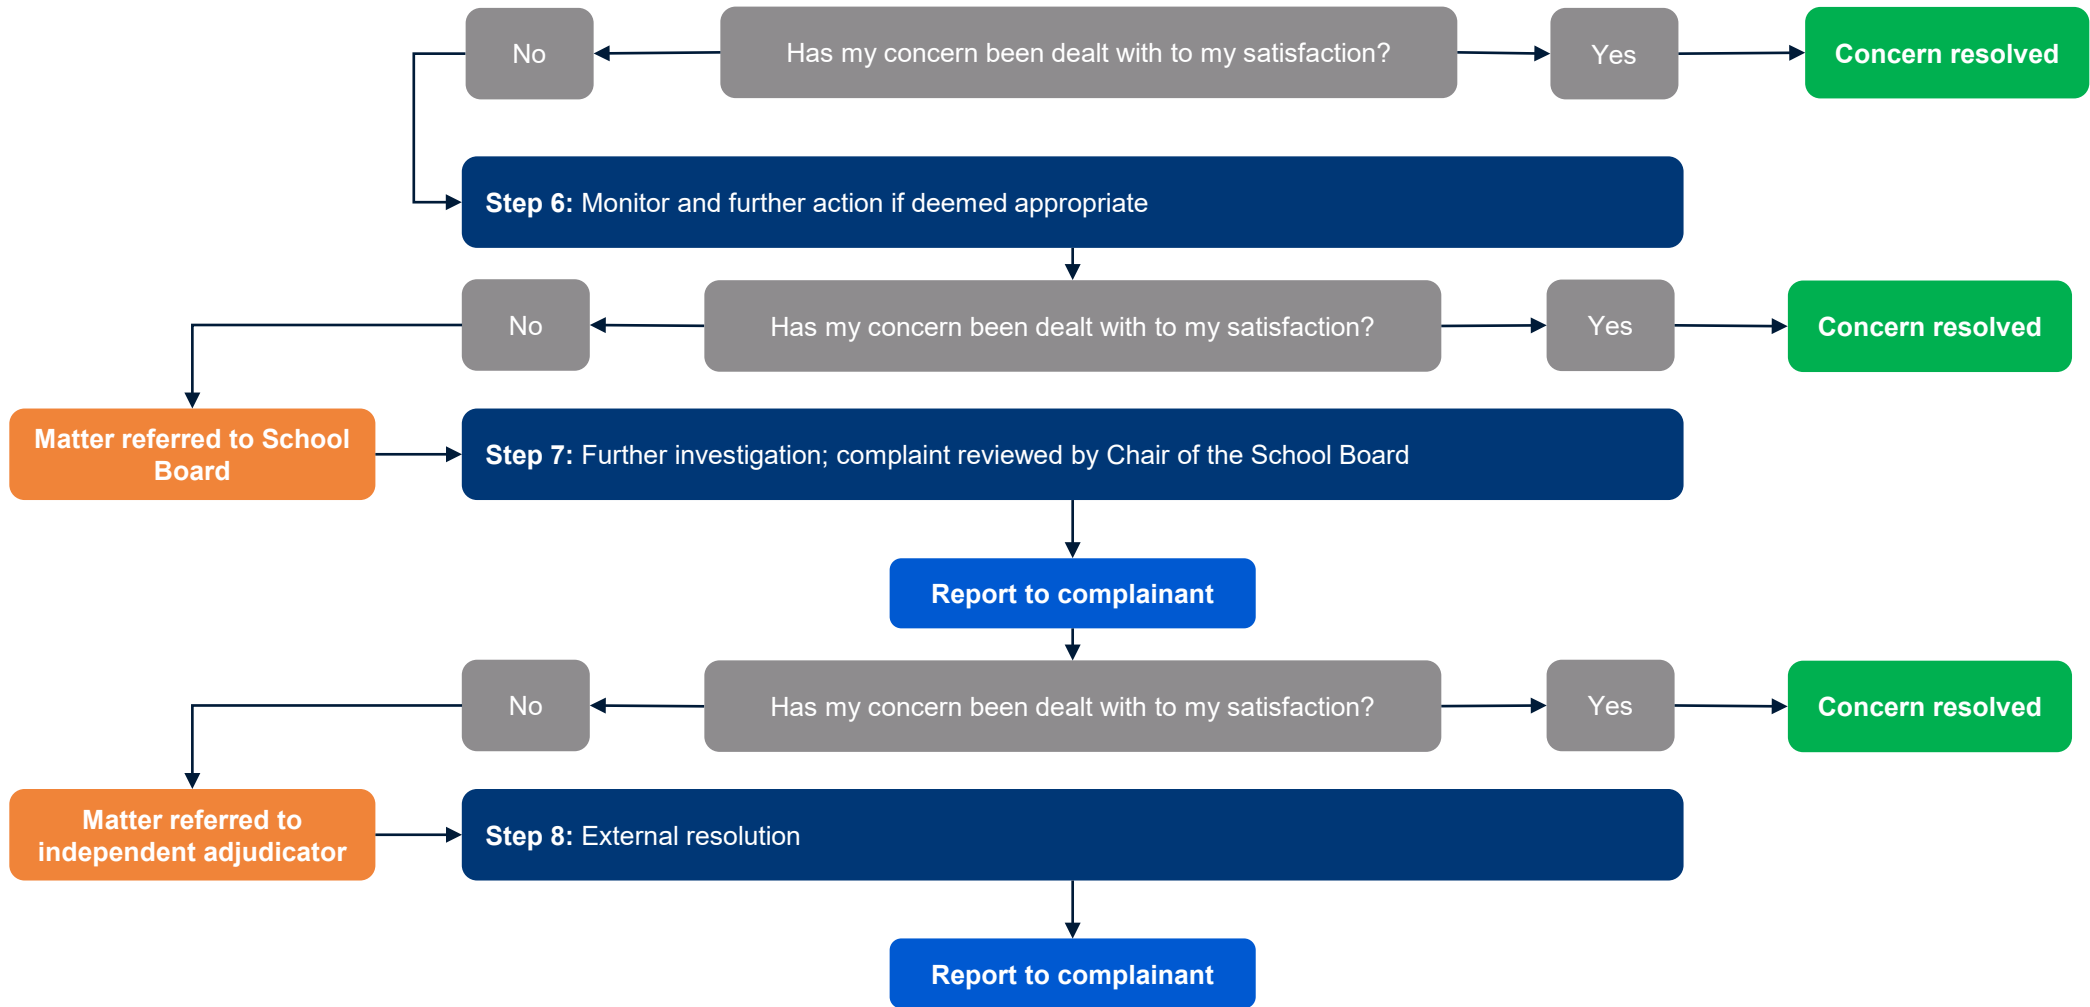 No
Has my concern been dealt with to my satisfaction?
Yes
Concern resolved
Step 6: Monitor and further action if deemed appropriate
No
Has my concern been dealt with to my satisfaction?
Yes
Concern resolved
Matter referred to School
Board
Step 7: Further investigation; complaint reviewed by Chair of the School Board
Report to complainant
No
Has my concern been dealt with to my satisfaction?
Yes
Concern resolved
Matter referred to
independent adjudicator
Step 8: External resolution
Report to complainant